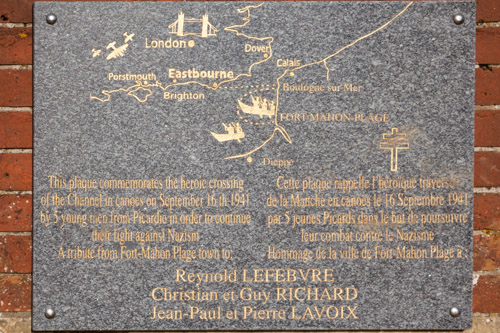 London
Dover
Calais
Portsmouth
Eastbourne
Brighton
Boulogne sur Mer
FORT-MAHON-PLAGE
Dieppe
This plaque commemorates the heroic crossing
of the Channel in canoes on September 16 th 1941
by 5 young men from Picardie in order to continue
their fight against Nazism
A tribute from Fort-Mahon Plage town to;
Cette plaque rappelle l'héroïque traversée
de la Manche en canoës le 16 Septembre 1941
par 5 jeunes Picards dans le but de poursuivre
leur combat contre le Nazisme
Hommage de la ville de Fort-Mahon Plage à ;
Reynold LEFEBVRE
Christian et Guy RICHARD
Jean-Paul et Pierre LAVOIX